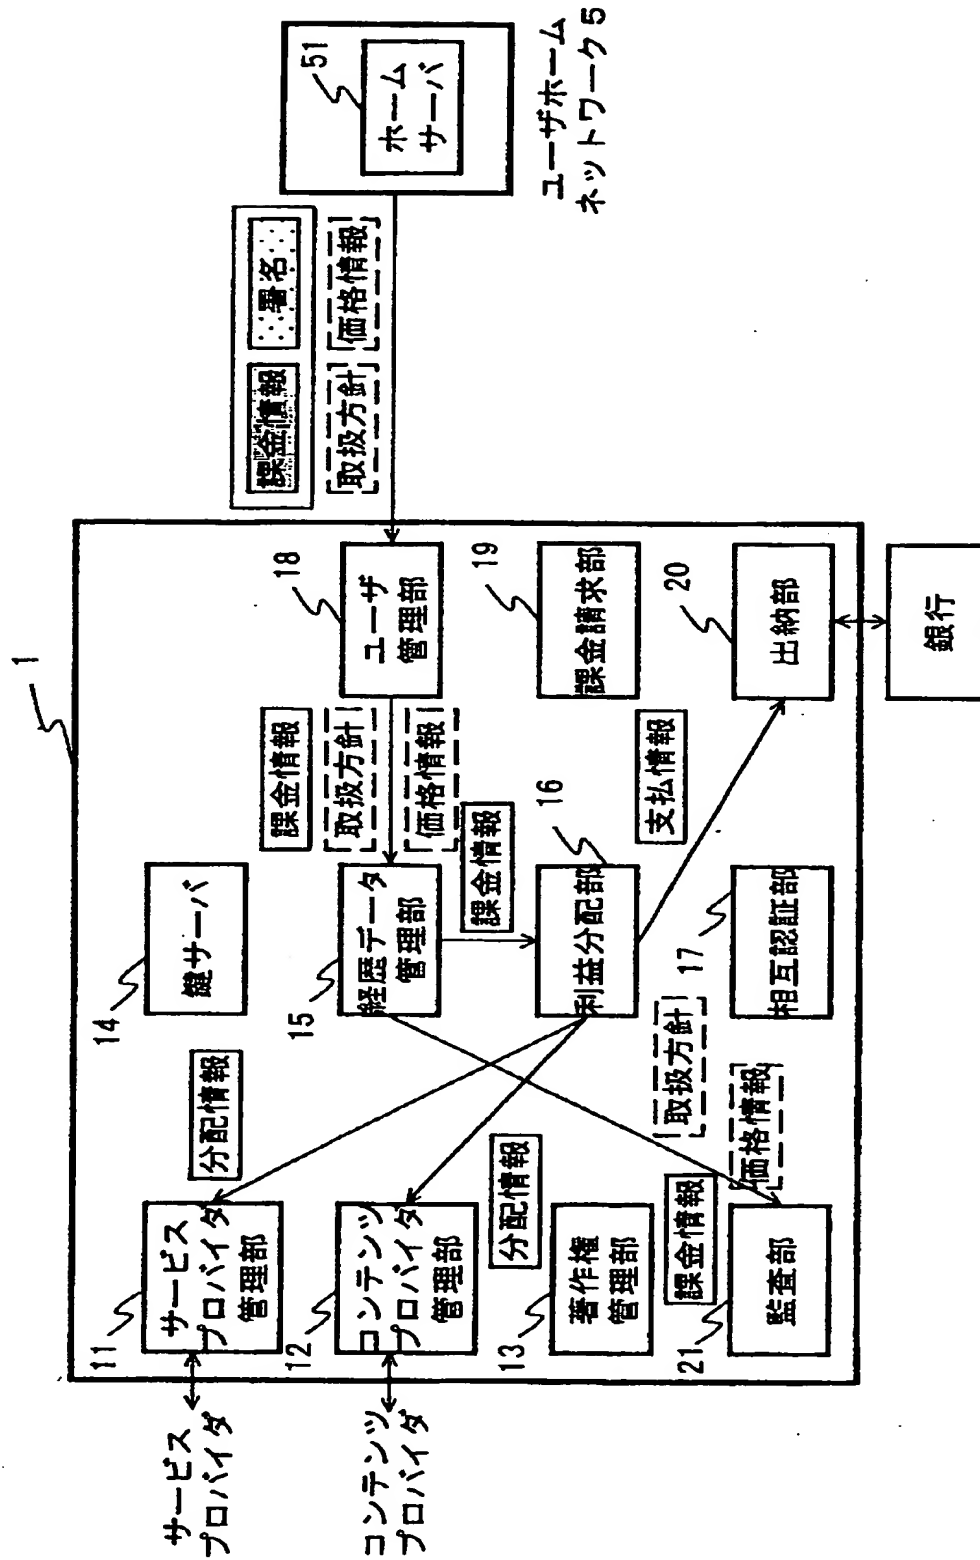 1
サービス
プロバイダ
コンテンツ
プロバイダ
11
サービス
プロバイダ
管理部
12
コンテンツ
プロバイダ
管理部
13
著作権
管理部
21
監査部
分配情報
分配情報
課金情報
取扱方針
価格情報
14
鍵サーバ
15
経歴データ
管理部
課金情報
16
利益分配部
17
相互認証部
課金情報
取扱方針
価格情報
支払情報
18
ユーザ
管理部
19
課金請求部
20
出納部
銀行
課金情報
署名
取扱方針
価格情報
51
ホーム
サーバ
ユーザホーム
ネットワーク5